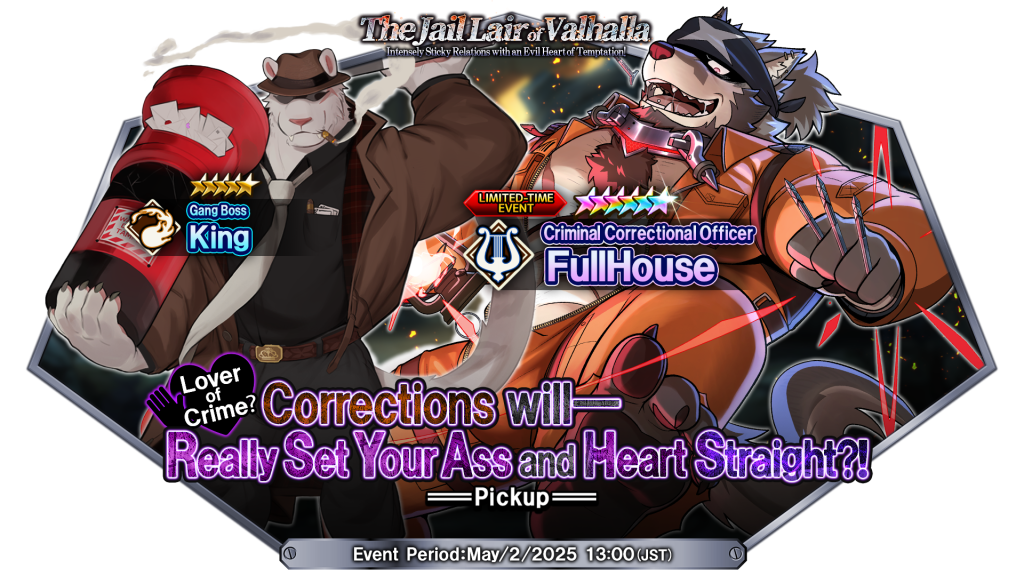 The Jail Lair of Valhalla
Intensely Sticky Relations with an Evil Heart of Temptation!
Gang Boss
King
LIMITED-TIME
EVENT
Criminal Correctional Officer
FullHouse
Lover
of
Crime?
Corrections will—
Really Set Your Ass and Heart Straight?!
Pickup
Event Period:May/2/2025 13:00(JST)